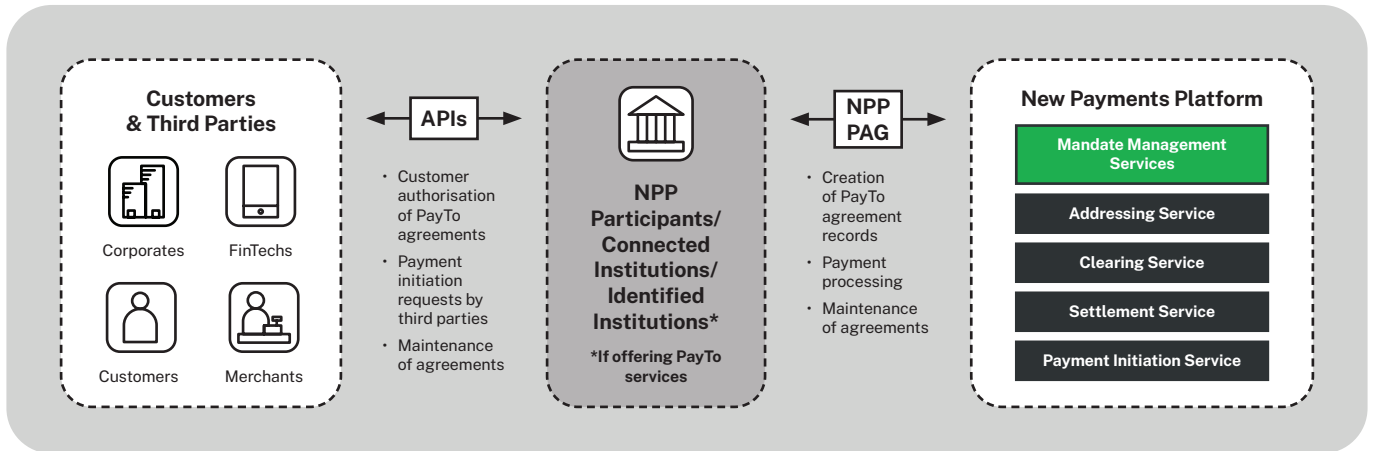 Customers
& Third Parties
Corporates
FinTechs
Customers
Merchants
APIs
• Customer
authorisation
of PayTo
agreements
• Payment
initiation
requests by
third parties
• Maintenance
of agreements
NPP
Participants/
Connected
Institutions/
Identified
Institutions*
*If offering PayTo
services
NPP
PAG
• Creation
of PayTo
agreement
records
• Payment
processing
• Maintenance
of agreements
New Payments Platform
Mandate Management
Services
Addressing Service
Clearing Service
Settlement Service
Payment Initiation Service